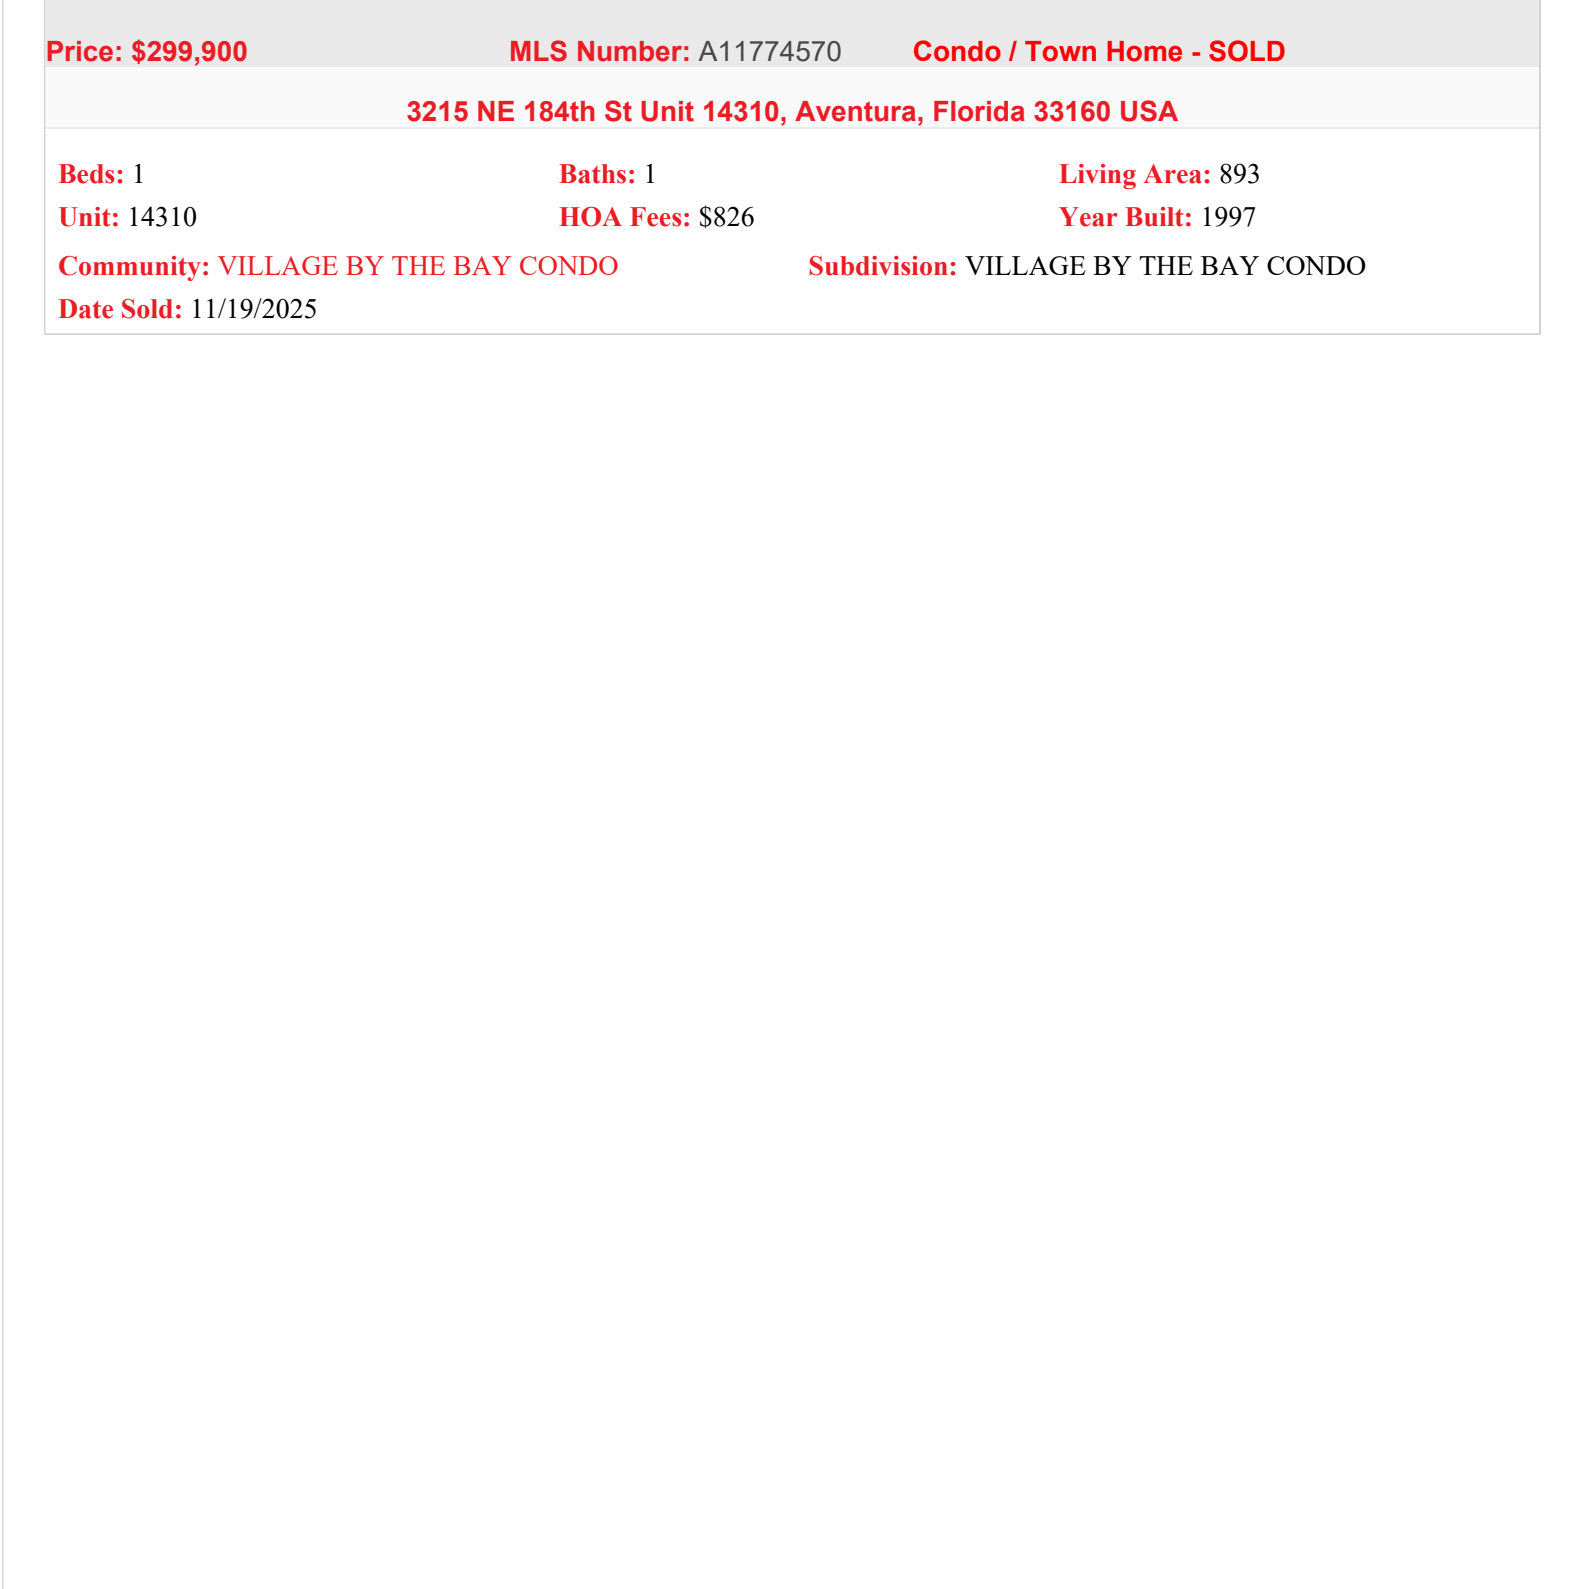 Price: $299,900 MLS Number: A11774570 Condo / Town Home - SOLD
3215 NE 184th St Unit 14310, Aventura, Florida 33160 USA
Beds: 1 Baths: 1 Living Area: 893
Unit: 14310 HOA Fees: $826 Year Built: 1997
Community: VILLAGE BY THE BAY CONDO Subdivision: VILLAGE BY THE BAY CONDO
Date Sold: 11/19/2025